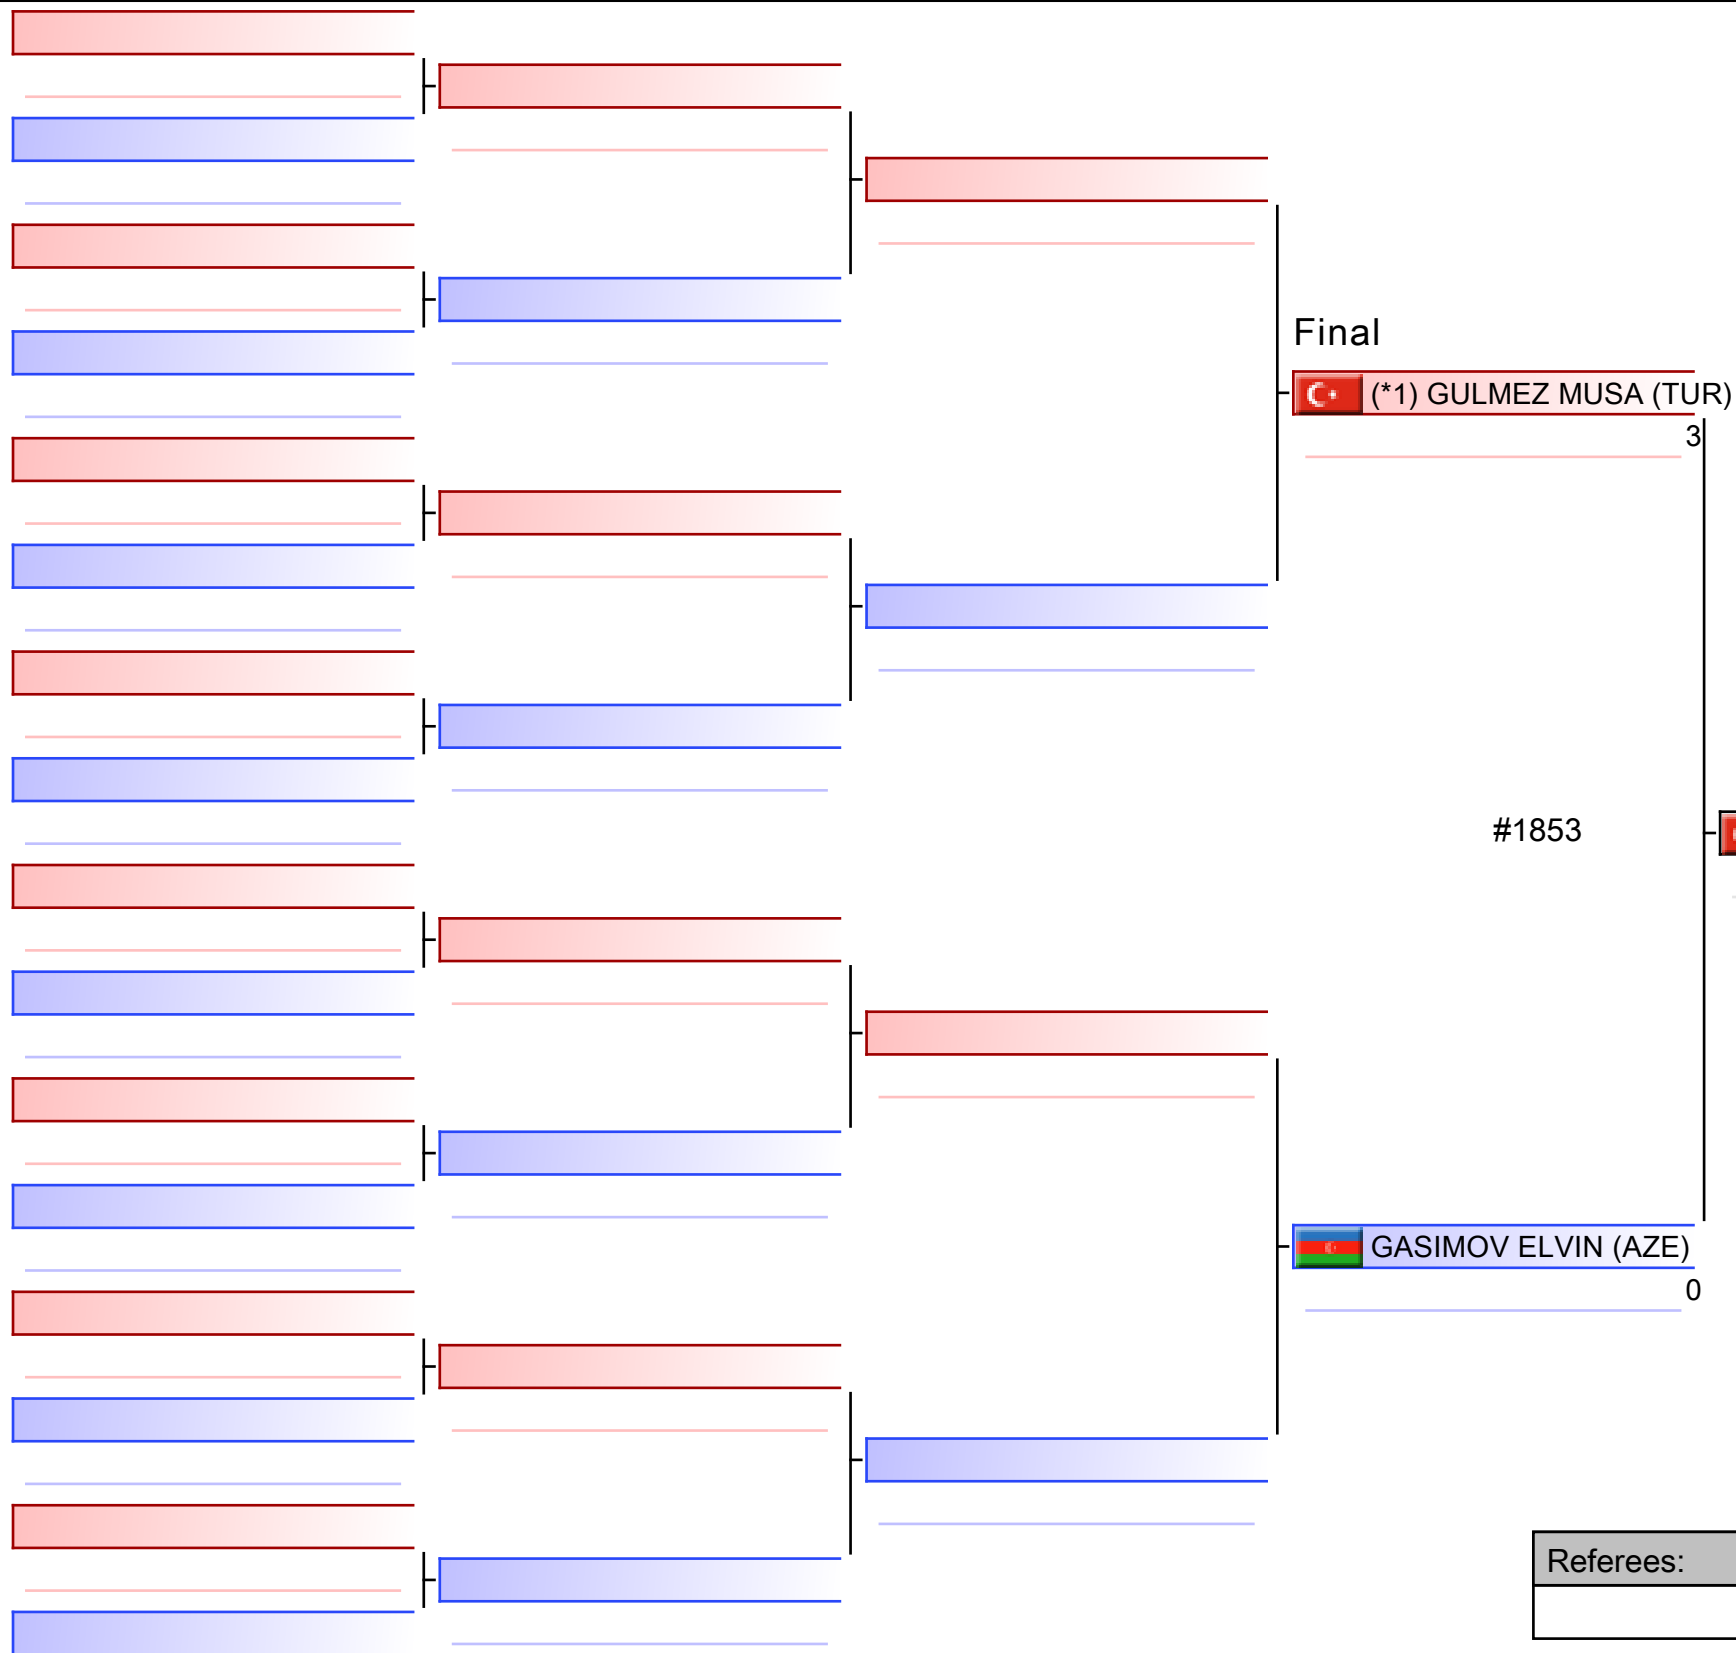 Final
(*1) GULMEZ MUSA (TUR)
3
#1853
GASIMOV ELVIN (AZE)
0
Referees: